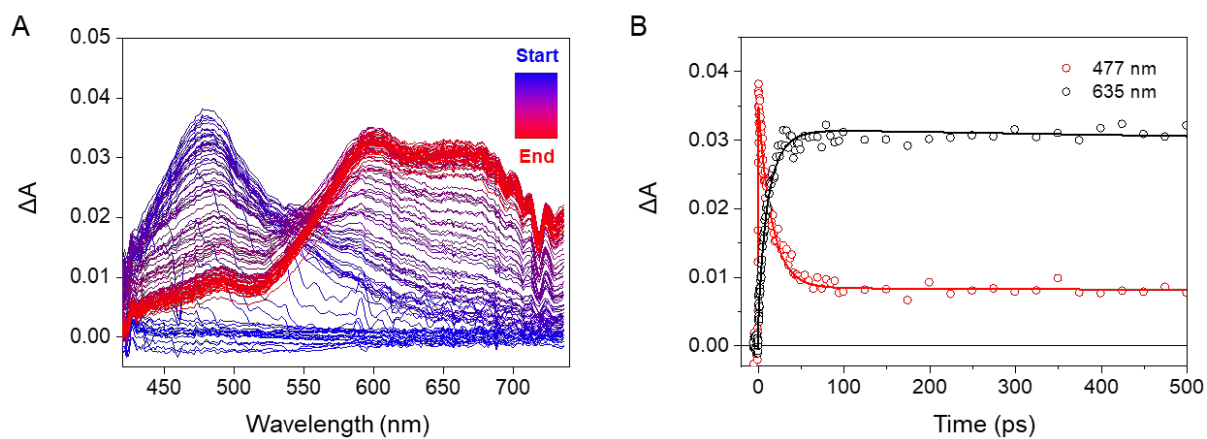 A
0.05
0.04
0.03
0.02
0.01
0.00
ΔA
Start
End
450 500 550 600 650 700
Wavelength (nm)
B
0.04
0.03
0.02
0.01
0.00
ΔA
477 nm
635 nm
0 100 200 300 400 500
Time (ps)